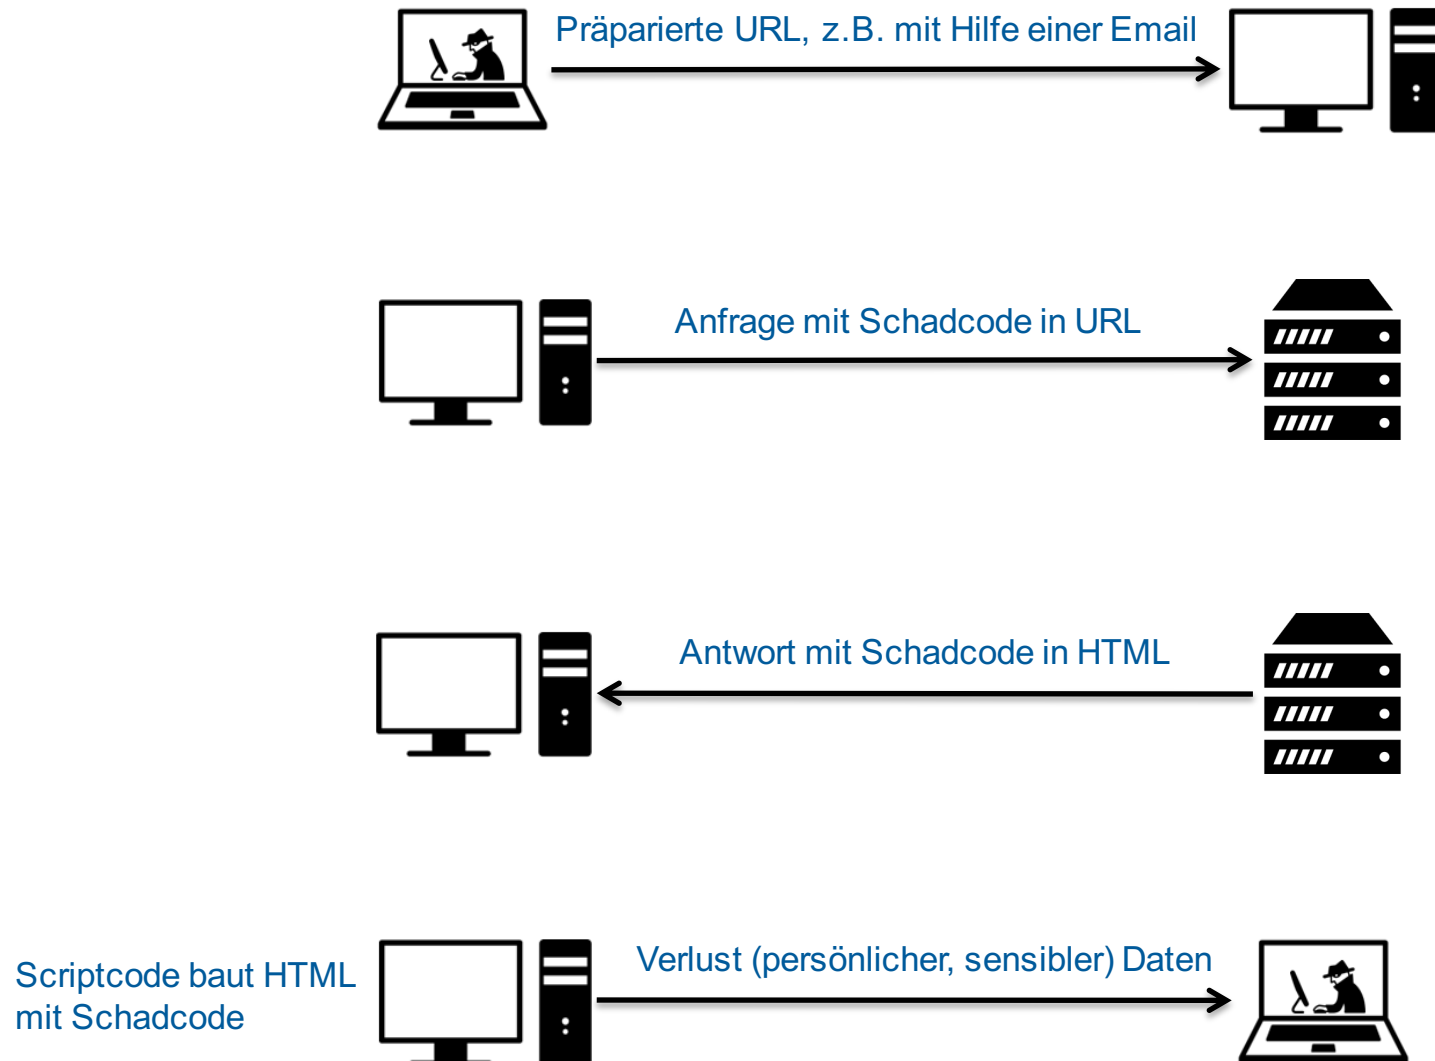 Präparierte URL, z.B. mit Hilfe einer Email
Anfrage mit Schadcode in URL
Antwort mit Schadcode in HTML
Scriptcode baut HTML
mit Schadcode
Verlust (persönlicher, sensibler) Daten